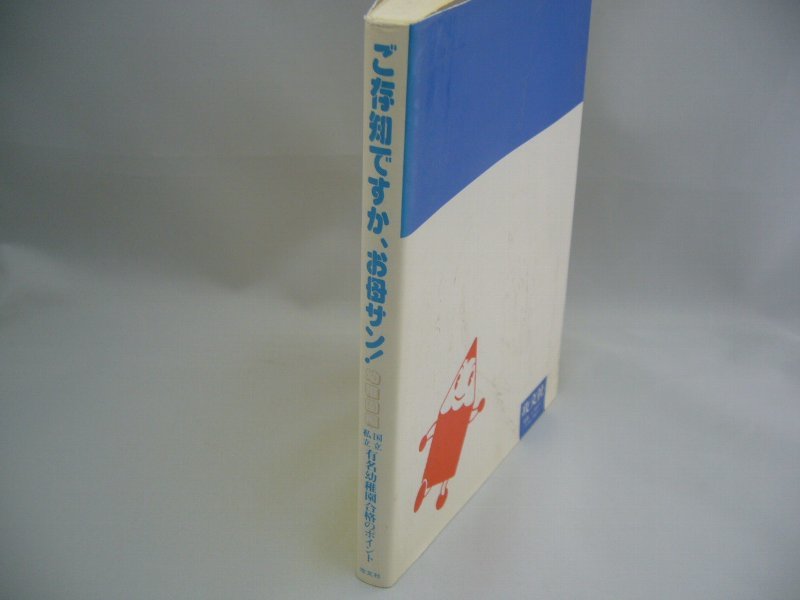 ご存知ですか、お母サン!
国立
私立
有名幼稚園合格のポイント